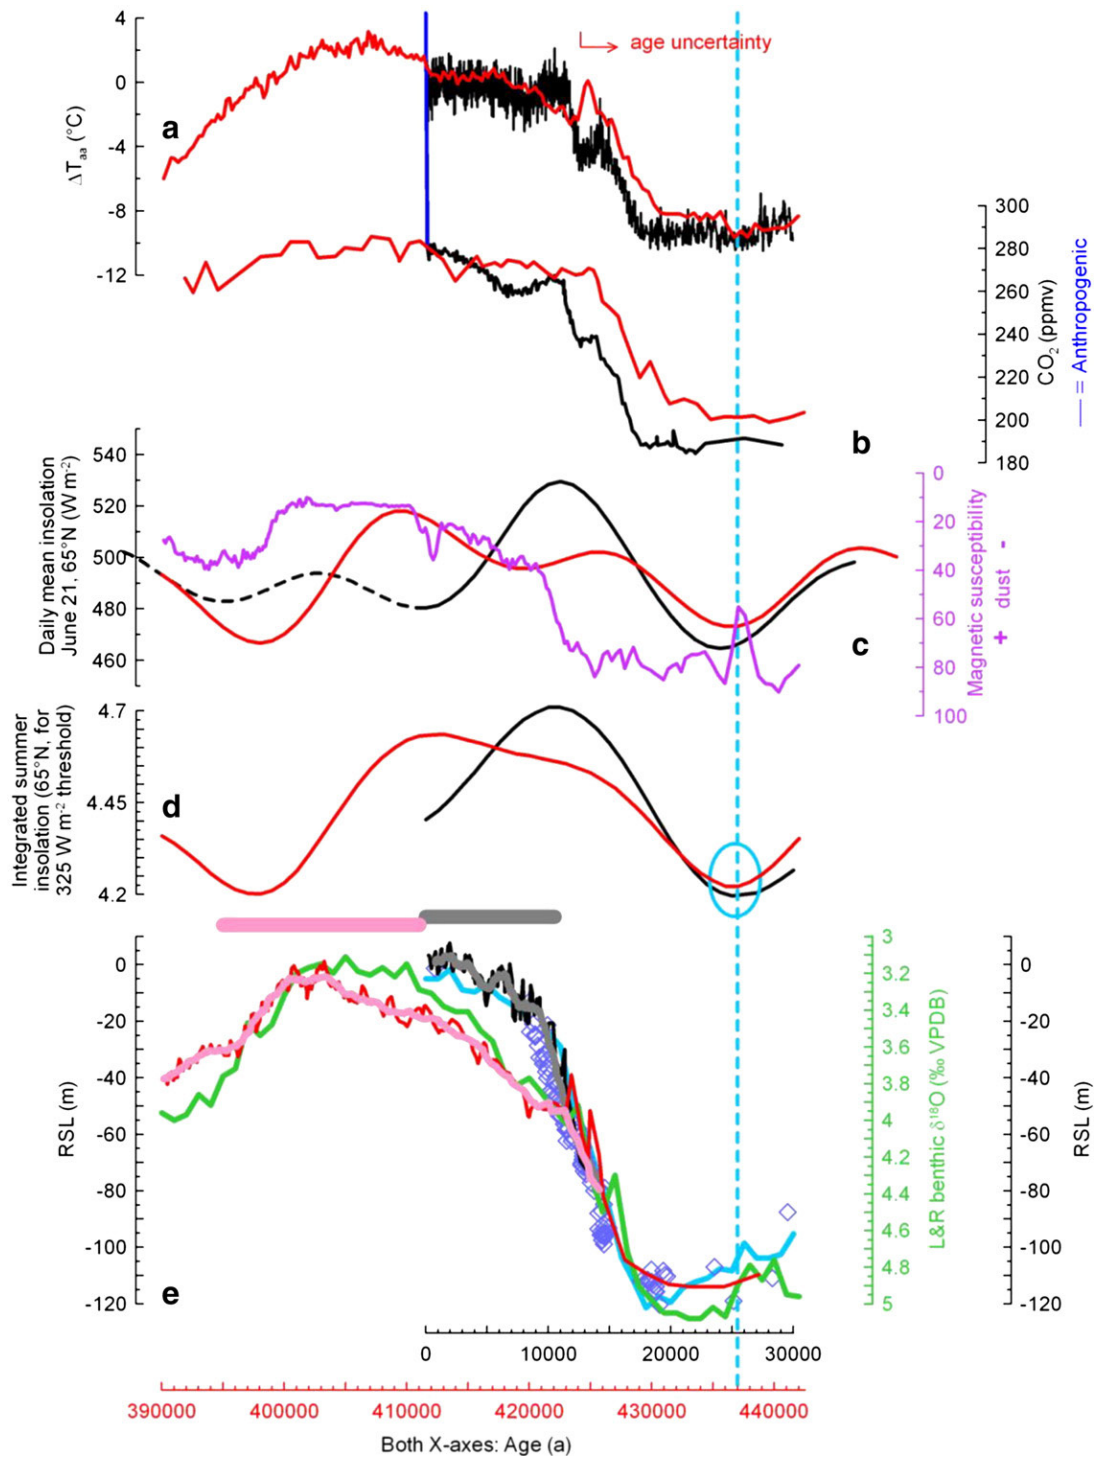 4
0
-4
-8
-12
ΔTaa (°C)
a
age uncertainty
300
280
260
240
220
200
180
CO2 (ppmv)
— = Anthropogenic
b
540
520
500
480
460
Daily mean insolation
June 21, 65°N (W m-2)
0
20
40
60
80
100
Magnetic susceptibility
+ dust -
c
4.7
4.45
4.2
Integrated summer
insolation (65°N, for
325 W m-2 threshold)
d
0
-20
-40
-60
-80
-100
-120
RSL (m)
e
3
3.2
3.4
3.6
3.8
4
4.2
4.4
4.6
4.8
5
L&R benthic δ18O (‰ VPDB)
0
-20
-40
-60
-80
-100
-120
RSL (m)
0 10000 20000 30000
390000 400000 410000 420000 430000 440000
Both X-axes: Age (a)